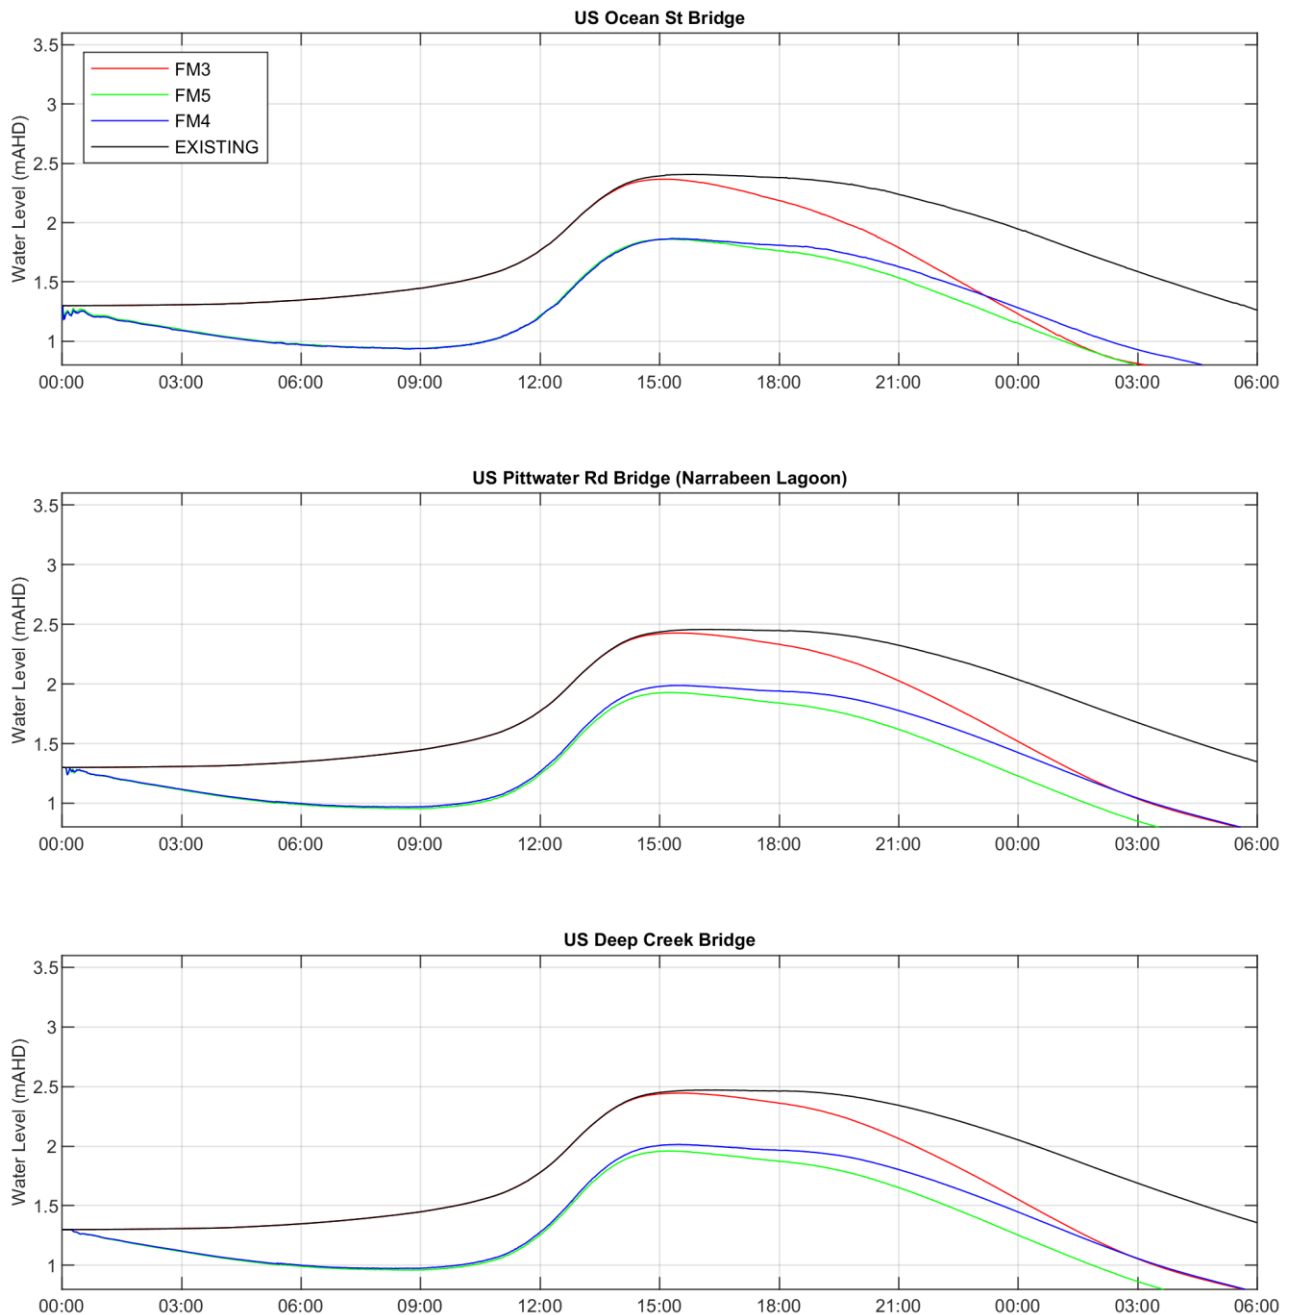 US Ocean St Bridge
Water Level (mAHD)
3.5
3
2.5
2
1.5
1
FM3
FM5
FM4
EXISTING
00:00 03:00 06:00 09:00 12:00 15:00 18:00 21:00 00:00 03:00 06:00
US Pittwater Rd Bridge (Narrabeen Lagoon)
Water Level (mAHD)
3.5
3
2.5
2
1.5
1
00:00 03:00 06:00 09:00 12:00 15:00 18:00 21:00 00:00 03:00 06:00
US Deep Creek Bridge
Water Level (mAHD)
3.5
3
2.5
2
1.5
1
00:00 03:00 06:00 09:00 12:00 15:00 18:00 21:00 00:00 03:00 06:00